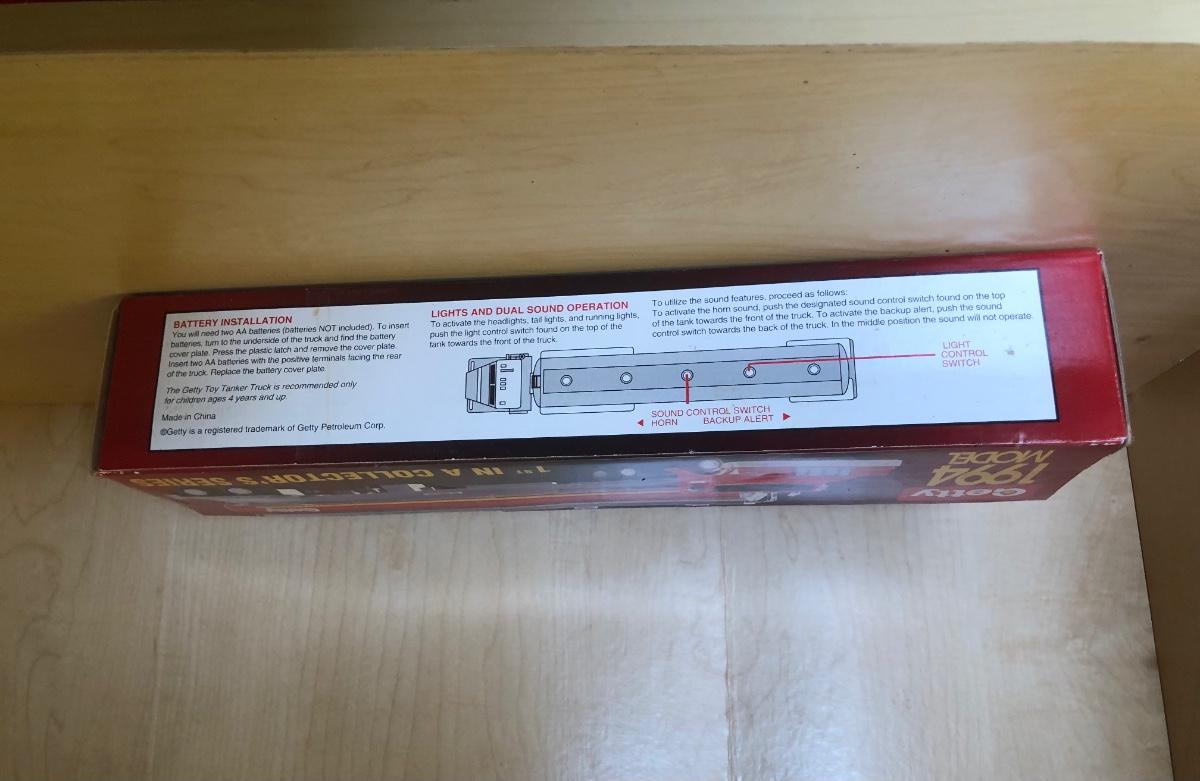 BATTERY INSTALLATION
You will need two AA batteries (batteries NOT included). To insert
batteries, turn to the underside of the truck and find the battery
cover plate. Press the plastic latch and remove the cover plate.
Insert two AA batteries with the positive terminals facing the rear
of the truck. Replace the battery cover plate.
The Getty Toy Tanker Truck is recommended only
for children ages 4 years and up.
Made in China
®Getty is a registered trademark of Getty Petroleum Corp.
LIGHTS AND DUAL SOUND OPERATION
To activate the headlights, tail lights, and running lights,
push the light control switch found on the top of the
tank towards the front of the truck.
To utilize the sound features, proceed as follows:
To activate the horn sound, push the designated sound control switch found on the top
of the tank towards the front of the truck. To activate the backup alert, push the sound
control switch towards the back of the truck. In the middle position the sound will not operate.
LIGHT
CONTROL
SWITCH
SOUND CONTROL SWITCH
◄ HORN BACKUP ALERT ►
Getty
1994
MODEL
1ST IN A COLLECTOR'S SERIES